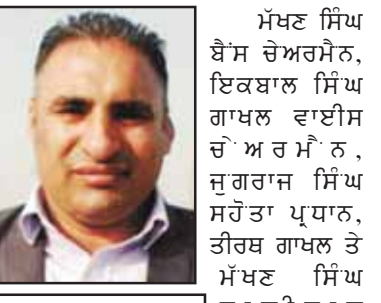 ਮੱਖਣ ਸਿੰਘ
ਬੈਂਸ ਚੇਅਰਮੈਨ,
ਇਕਬਾਲ ਸਿੰਘ
ਗਾਖਲ ਵਾਈਸ
ਚੇਅਰਮੈਨ,
ਜੁਗਰਾਜ ਸਿੰਘ
ਸਹੋਤਾ ਪ੍ਰਧਾਨ,
ਤੀਰਥ ਗਾਖਲ ਤੇ
ਮੱਖਣ ਸਿੰਘ